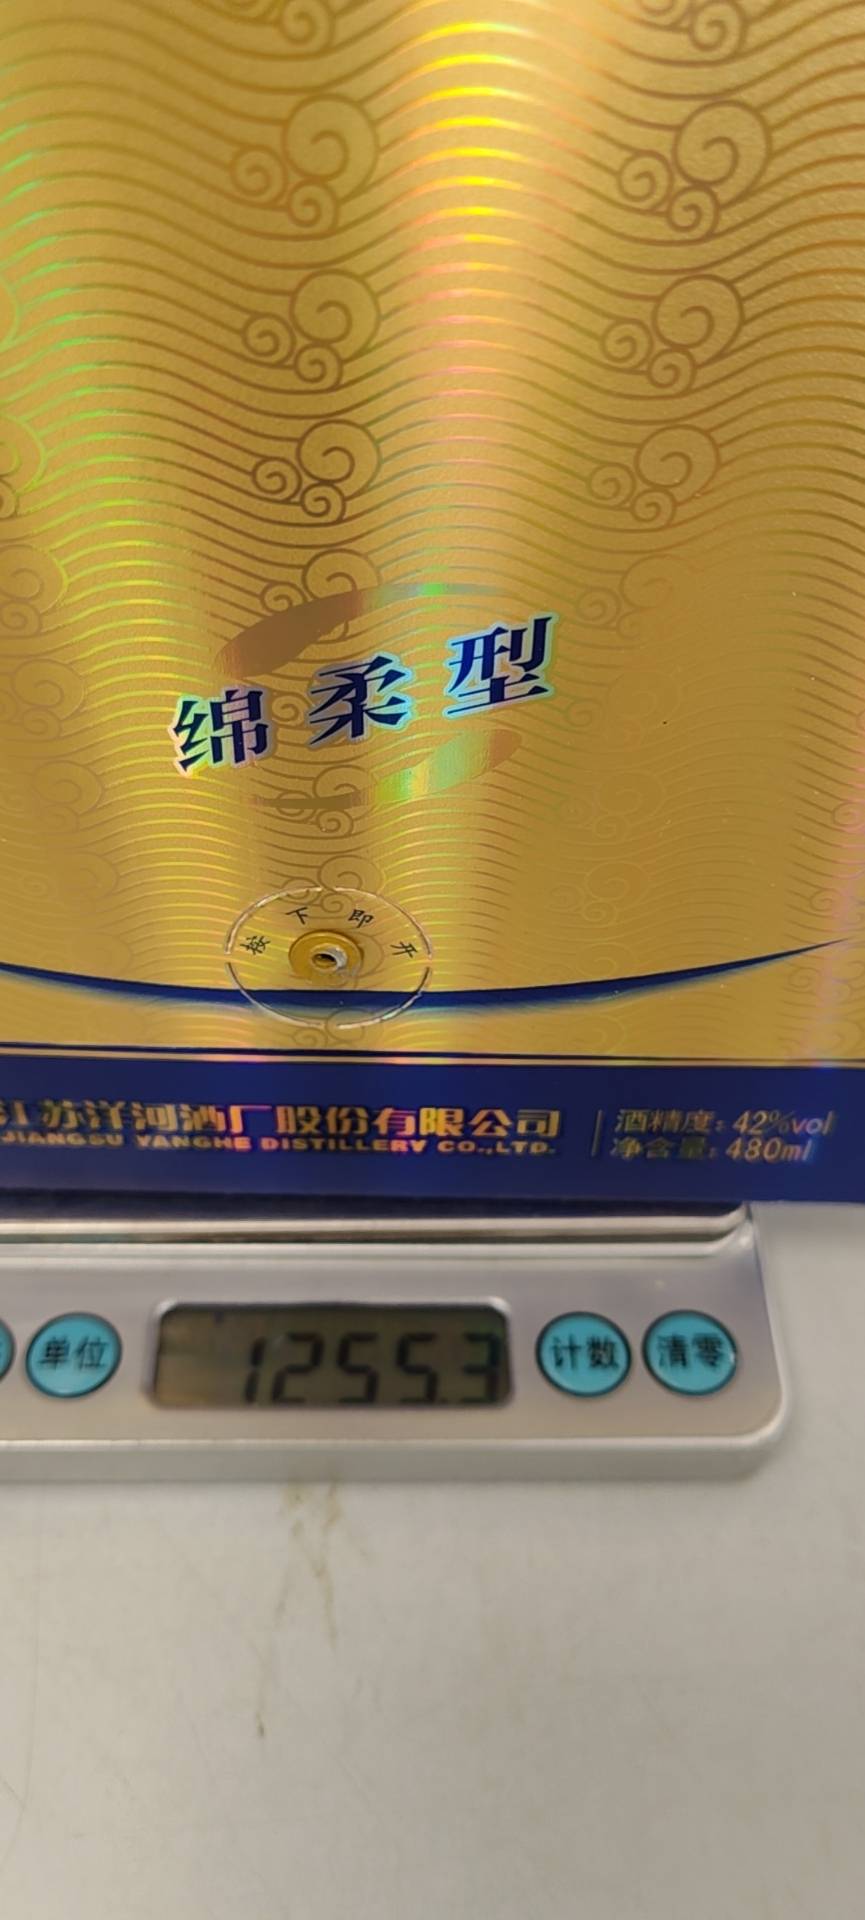 绵柔型
按下即开
江苏洋河酒厂股份有限公司
JIANGSU YANGHE DISTILLERY CO.,LTD.
酒精度：42%vol
净含量：480ml
单位
1255.3
计数
清零